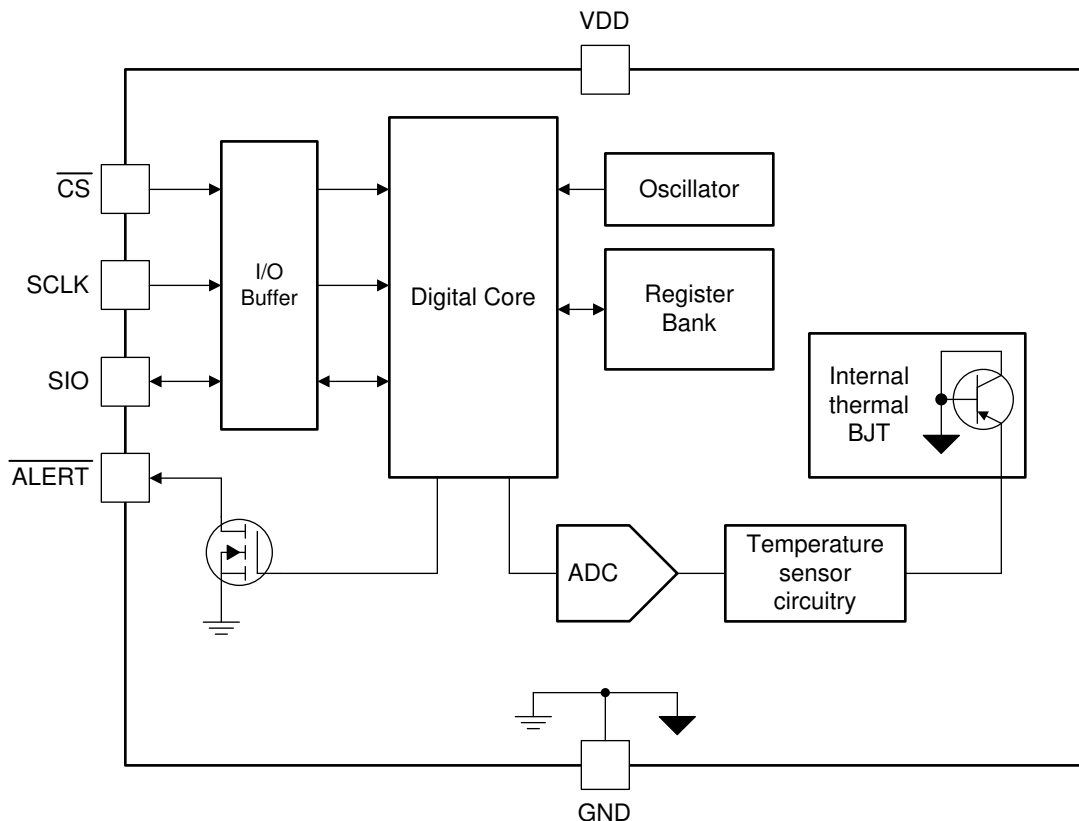 VDD
CS
SCLK
SIO
ALERT
I/O
Buffer
Digital Core
Oscillator
Register
Bank
Internal
thermal
BJT
ADC
Temperature
sensor
circuitry
GND